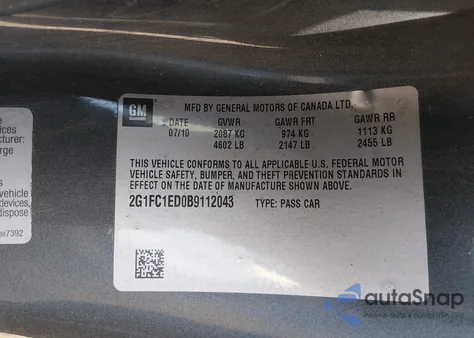 GM
MFD BY GENERAL MOTORS OF CANADA LTD.
DATE GVWR GAWR FRT GAWR RR
07/10 2087 KG 974 KG 1113 KG
4602 LB 2147 LB 2455 LB
THIS VEHICLE CONFORMS TO ALL APPLICABLE U.S. FEDERAL MOTOR
VEHICLE SAFETY, BUMPER, AND THEFT PREVENTION STANDARDS IN
EFFECT ON THE DATE OF MANUFACTURE SHOWN ABOVE.
2G1FC1ED0B9112043 TYPE: PASS CAR
devices,
dispose
autoSnap